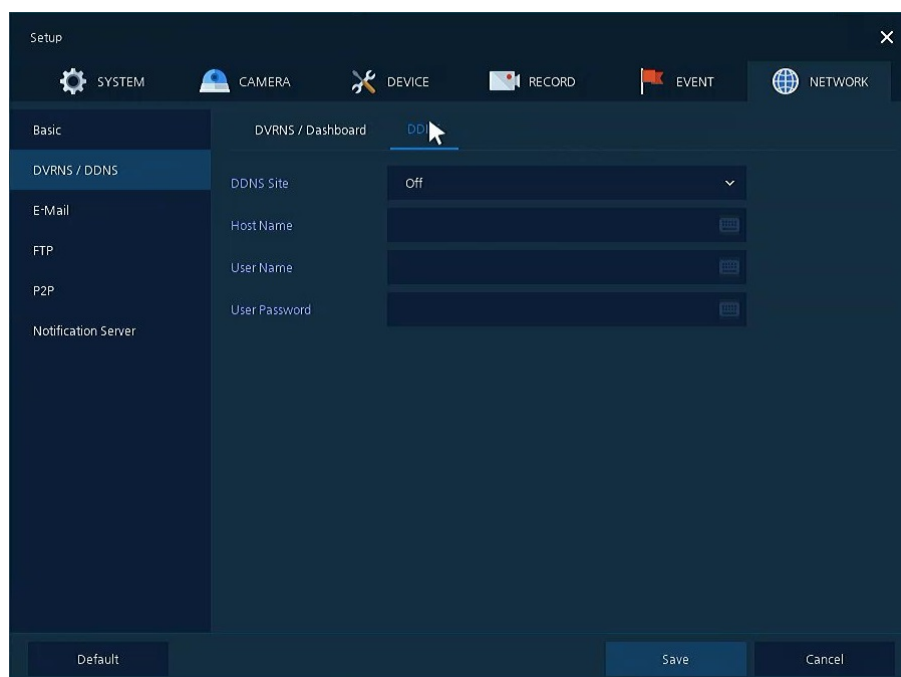 Setup
SYSTEM CAMERA DEVICE RECORD EVENT NETWORK
Basic
DVRNS / Dashboard
DVRNS / DDNS
DDNS Site Off
E-Mail
Host Name
FTP
User Name
P2P
User Password
Notification Server
Default Save Cancel